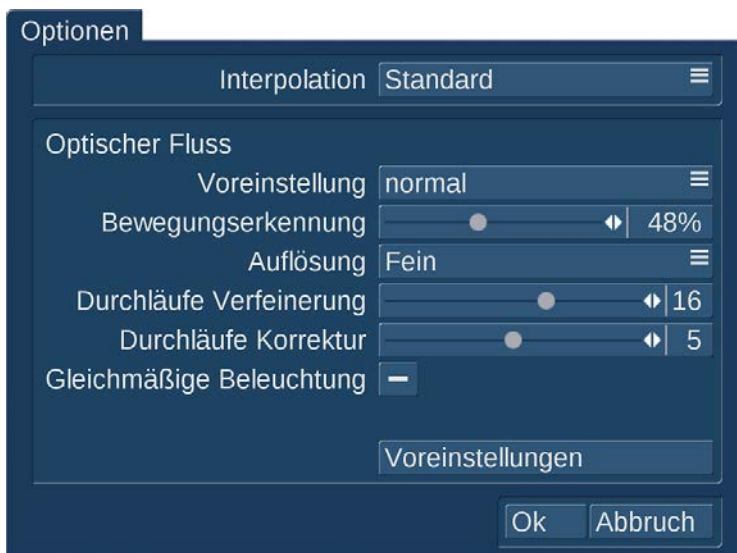 Optionen
Interpolation Standard
Optischer Fluss
Voreinstellung normal
Bewegungserkennung 48%
Auflösung Fein
Durchläufe Verfeinerung 16
Durchläufe Korrektur 5
Gleichmäßige Beleuchtung
Voreinstellungen
Ok Abbruch